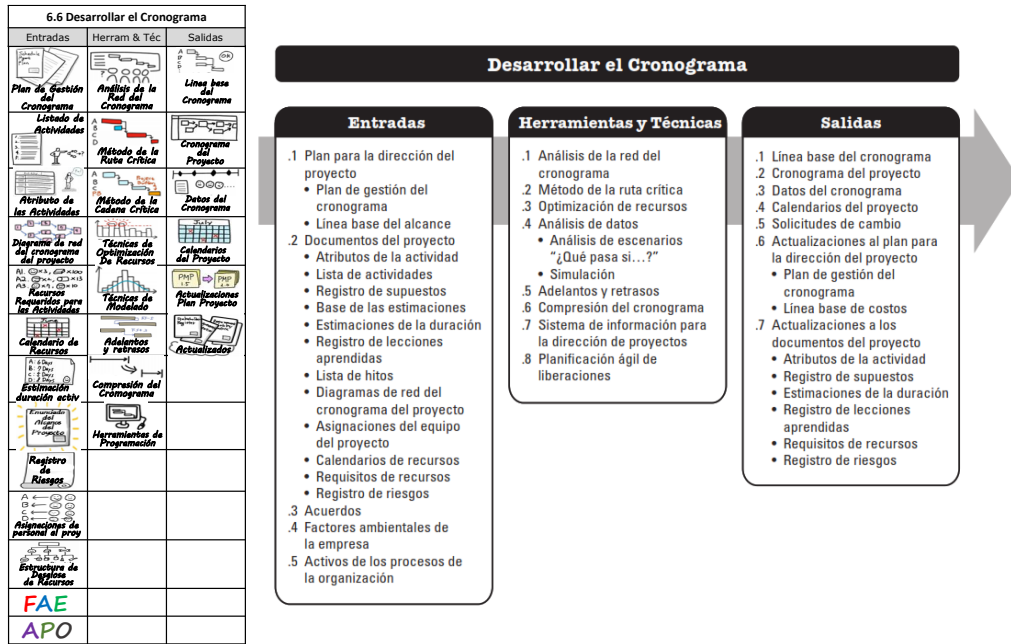 6.6 Desarrollar el Cronograma
Entradas
Herram & Téc
Salidas
Plan de Gestión
del
Cronograma
Análisis de la
Red del
Cronograma
Línea base
del
Cronograma
Listado de
Actividades
Método de la
Ruta Crítica
Cronograma
del
Proyecto
Atributo de
las Actividades
Método de la
Cadena Crítica
Datos del
Cronograma
Diagrama de red
del cronograma
del proyecto
Técnicas de
Optimización
De Recursos
July
Calendarios
del Proyecto
Recursos
Requeridos para
las Actividades
Técnicas de
Modelado
PMP
1.5
PMP
Actualizaciones
Plan Proyecto
June
Calendario de
Recursos
Adelantos
y retrasos
Actualizados
A: 6 Days
Estimación
duración activ
Compresión del
Cromograma
Enunciado
del
Alcance
del
Proyecto
Herramientas de
Programación
Registro
de
Riesgos
A
B
C
D
Asignaciones de
personal al proy
Estructura de
Desglose
de Recursos
FAE
APO
Desarrollar el Cronograma
Entradas
.1 Plan para la dirección del
proyecto
• Plan de gestión del
cronograma
• Línea base del alcance
.2 Documentos del proyecto
• Atributos de la actividad
• Lista de actividades
• Registro de supuestos
• Base de las estimaciones
• Estimaciones de la duración
• Registro de lecciones
aprendidas
• Lista de hitos
• Diagramas de red del
cronograma del proyecto
• Asignaciones del equipo
del proyecto
• Calendarios de recursos
• Requisitos de recursos
• Registro de riesgos
.3 Acuerdos
.4 Factores ambientales de
la empresa
.5 Activos de los procesos de
la organización
Herramientas y Técnicas
.1 Análisis de la red del
cronograma
.2 Método de la ruta crítica
.3 Optimización de recursos
.4 Análisis de datos
• Análisis de escenarios
“¿Qué pasa si…?”
• Simulación
.5 Adelantos y retrasos
.6 Compresión del cronograma
.7 Sistema de información para
la dirección de proyectos
.8 Planificación ágil de
liberaciones
Salidas
.1 Línea base del cronograma
.2 Cronograma del proyecto
.3 Datos del cronograma
.4 Calendarios del proyecto
.5 Solicitudes de cambio
.6 Actualizaciones al plan para
la dirección del proyecto
• Plan de gestión del
cronograma
• Línea base de costos
.7 Actualizaciones a los
documentos del proyecto
• Atributos de la actividad
• Registro de supuestos
• Estimaciones de la duración
• Registro de lecciones
aprendidas
• Requisitos de recursos
• Registro de riesgos